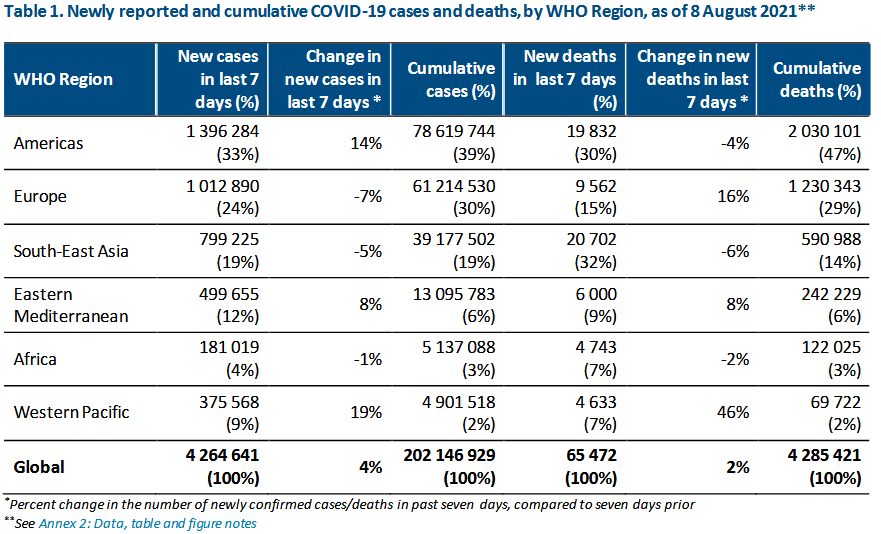 Table 1. Newly reported and cumulative COVID-19 cases and deaths, by WHO Region, as of 8 August 2021**
WHO Region
New cases
in last 7
days (%)
Change in
new cases in
last 7 days *
Cumulative
cases (%)
New deaths
in last 7 days
(%)
Change in new
deaths in last
7 days *
Cumulative
deaths (%)
Americas
1 396 284
(33%)
14%
78 619 744
(39%)
19 832
(30%)
-4%
2 030 101
(47%)
Europe
1 012 890
(24%)
-7%
61 214 530
(30%)
9 562
(15%)
16%
1 230 343
(29%)
South-East Asia
799 225
(19%)
-5%
39 177 502
(19%)
20 702
(32%)
-6%
590 988
(14%)
Eastern
Mediterranean
499 655
(12%)
8%
13 095 783
(6%)
6 000
(9%)
8%
242 229
(6%)
Africa
181 019
(4%)
-1%
5 137 088
(3%)
4 743
(7%)
-2%
122 025
(3%)
Western Pacific
375 568
(9%)
19%
4 901 518
(2%)
4 633
(7%)
46%
69 722
(2%)
Global
4 264 641
(100%)
4%
202 146 929
(100%)
65 472
(100%)
2%
4 285 421
(100%)
*Percent change in the number of newly confirmed cases/deaths in past seven days, compared to seven days prior
**See Annex 2: Data, table and figure notes